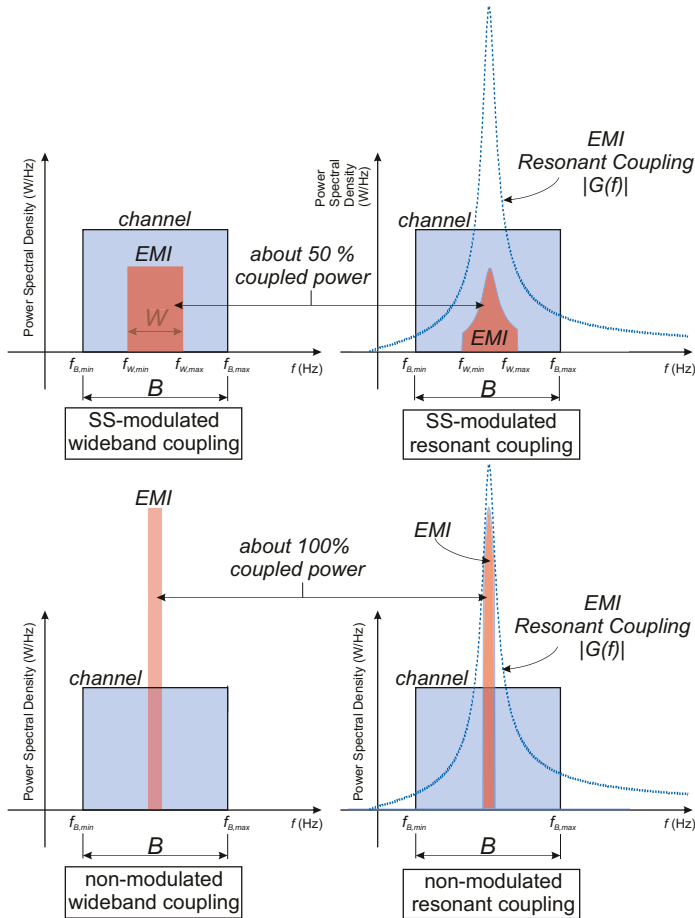 Power Spectral Density (W/Hz)
channel
EMI
W
f_B,min
f_W,min
f_W,max
f_B,max
f (Hz)
B
SS-modulated
wideband coupling
about 50 %
coupled power
Power
Spectral
Density
(W/Hz)
EMI
Resonant Coupling
|G(f)|
channel
EMI
f_B,min
f_W,min
f_W,max
f_B,max
f (Hz)
B
SS-modulated
resonant coupling
EMI
Power Spectral Density (W/Hz)
channel
f_B,min
f_B,max
f (Hz)
B
non-modulated
wideband coupling
about 100%
coupled power
EMI
EMI
Resonant Coupling
|G(f)|
Power Spectral Density (W/Hz)
channel
f_B,min
f_B,max
f (Hz)
B
non-modulated
resonant coupling